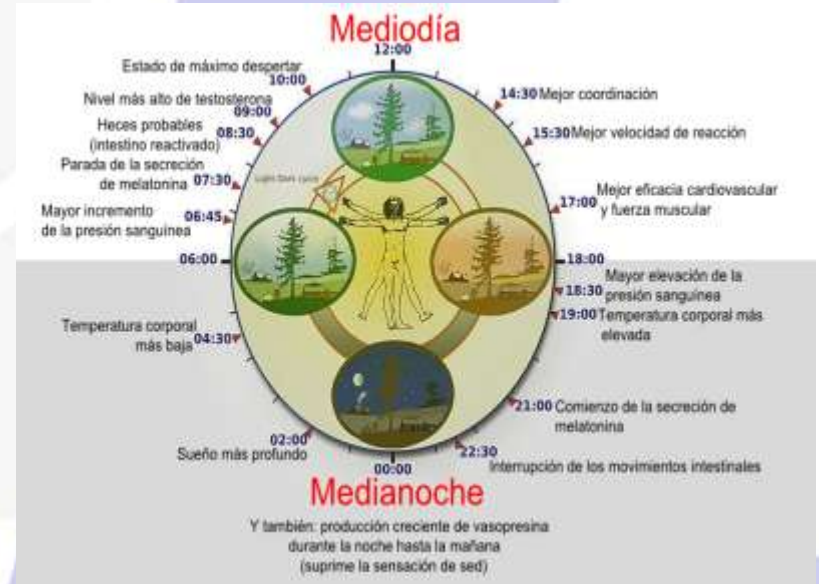 Mediodía
12:00
Estado de máximo despertar
10:00
Nivel más alto de testosterona
09:00
Heces probables
08:30
(intestino reactivado)
Parada de la secreción
de melatonina 07:30
Mayor incremento
06:45
de la presión sanguínea
06:00
Temperatura corporal
más baja
04:30
02:00
Sueño más profundo
Light Dark cycle
14:30 Mejor coordinación
15:30 Mejor velocidad de reacción
17:00 Mejor eficacia cardiovascular
y fuerza muscular
18:00
Mayor elevación de la
18:30 presión sanguínea
19:00 Temperatura corporal más
elevada
21:00 Comienzo de la secreción de
melatonina
22:30
Interrupción de los movimientos intestinales
00:00
Medianoche
Y también: producción creciente de vasopresina
durante la noche hasta la mañana
(suprime la sensación de sed)